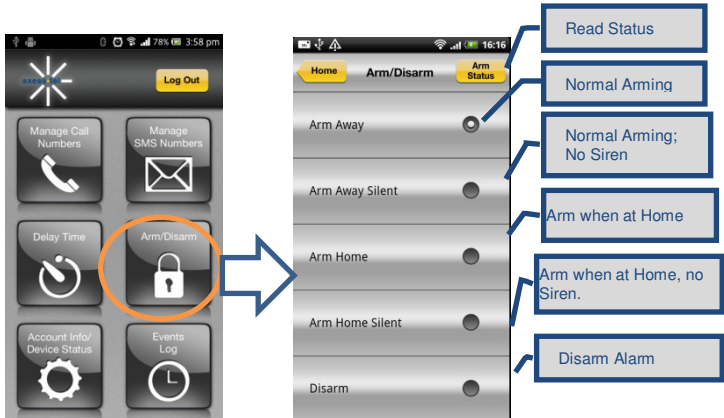 78% 3:58 pm
Log Out
Manage Call
Numbers
Manage
SMS Numbers
Delay Time
Arm/Disarm
Account Info/
Device Status
Events
Log
16:16
Home
Arm/Disarm
Arm
Status
Arm Away
Arm Away Silent
Arm Home
Arm Home Silent
Disarm
Read Status
Normal Arming
Normal Arming;
No Siren
Arm when at Home
Arm when at Home, no
Siren.
Disarm Alarm